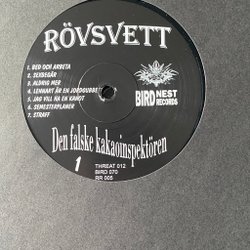 RÖVSVETT
1 BED OCH ARBETA
2 SEXBEGÄR
3 ALDRIG MER
4 LENNART ÄR EN JORDGUBBE
5 JAG VILL HA EN KANOT
6 SEMESTERPLANER
7 STRAFF
BIRD NEST
RECORDS
Den falske kakaoinspektören
1
THREAT 012
BIRD 070
RR 005